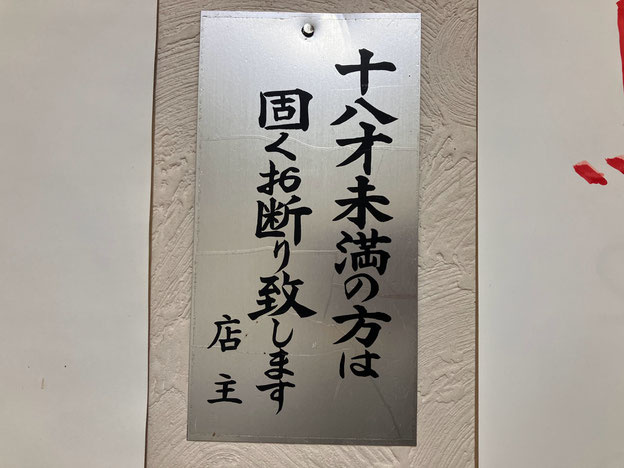 十八才未満の方は
固くお断り致します
店主